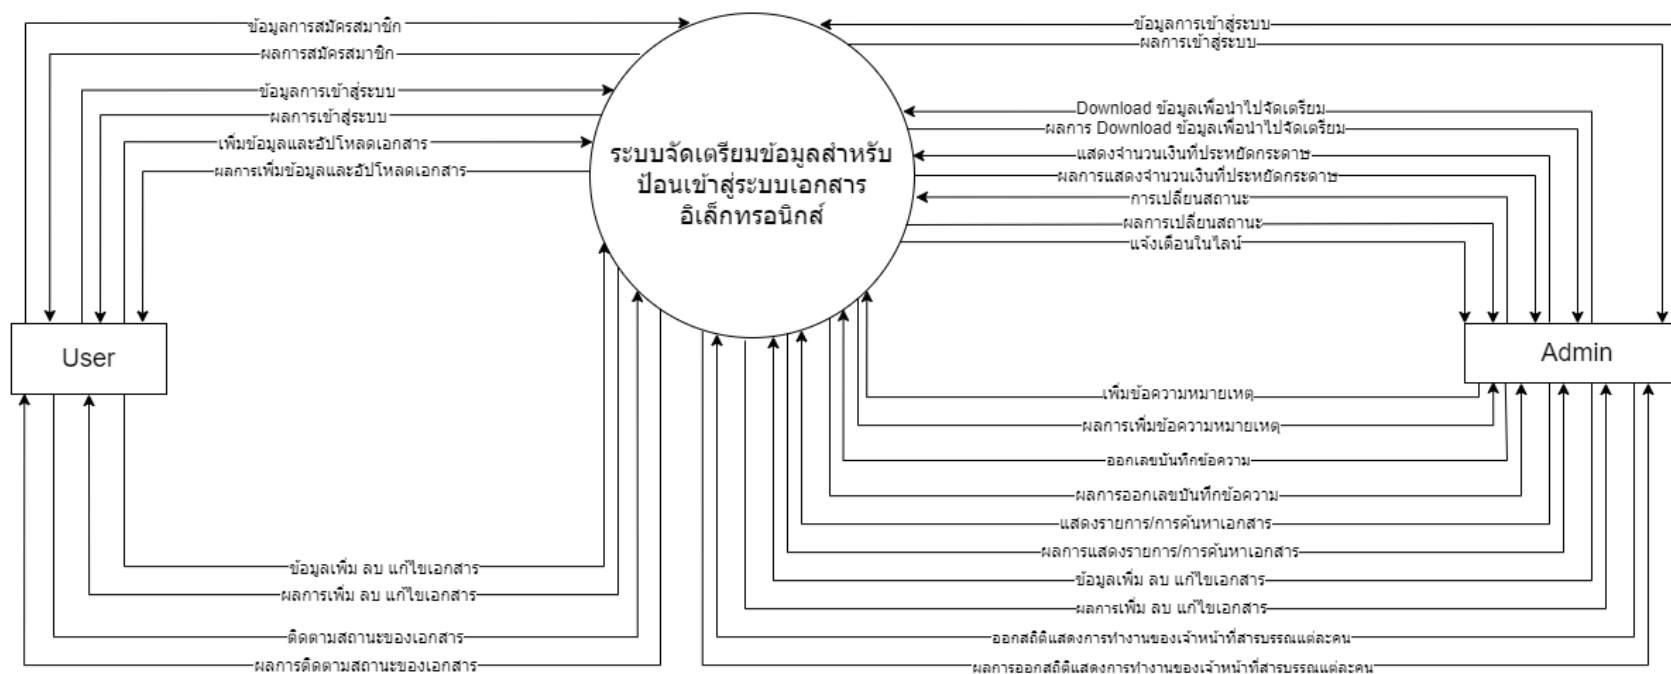 ข้อมูลการสมัครสมาชิก
ผลการสมัครสมาชิก
ข้อมูลการเข้าสู่ระบบ
ผลการเข้าสู่ระบบ
เพิ่มข้อมูลและอัปโหลดเอกสาร
ผลการเพิ่มข้อมูลและอัปโหลดเอกสาร
ระบบจัดเตรียมข้อมูลสำหรับ
ป้อนเข้าสู่ระบบเอกสาร
อิเล็กทรอนิกส์
ข้อมูลการเข้าสู่ระบบ
ผลการเข้าสู่ระบบ
Download ข้อมูลเพื่อนำไปจัดเตรียม
ผลการ Download ข้อมูลเพื่อนำไปจัดเตรียม
แสดงจำนวนเงินที่ประหยัดกระดาษ
ผลการแสดงจำนวนเงินที่ประหยัดกระดาษ
การเปลี่ยนสถานะ
ผลการเปลี่ยนสถานะ
แจ้งเตือนในไลน์
User
Admin
ข้อมูลเพิ่ม ลบ แก้ไขเอกสาร
ผลการเพิ่ม ลบ แก้ไขเอกสาร
ติดตามสถานะของเอกสาร
ผลการติดตามสถานะของเอกสาร
เพิ่มข้อความหมายเหตุ
ผลการเพิ่มข้อความหมายเหตุ
ออกเลขบันทึกข้อความ
ผลการออกเลขบันทึกข้อความ
แสดงรายการ/การค้นหาเอกสาร
ผลการแสดงรายการ/การค้นหาเอกสาร
ข้อมูลเพิ่ม ลบ แก้ไขเอกสาร
ผลการเพิ่ม ลบ แก้ไขเอกสาร
ออกสถิติแสดงการทำงานของเจ้าหน้าที่สารบรรณแต่ละคน
ผลการออกสถิติแสดงการทำงานของเจ้าหน้าที่สารบรรณแต่ละคน